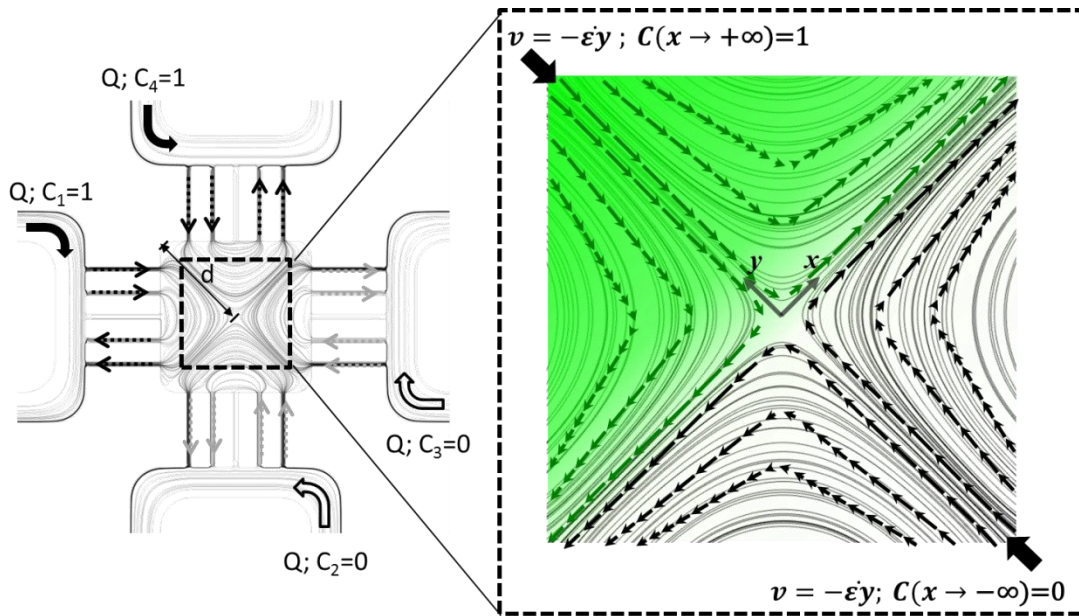 v = −ε̇y ; C(x → +∞)=1
Q; C₄=1
Q; C₁=1
d
y
x
Q; C₃=0
Q; C₂=0
v = −ε̇y; C(x → −∞)=0